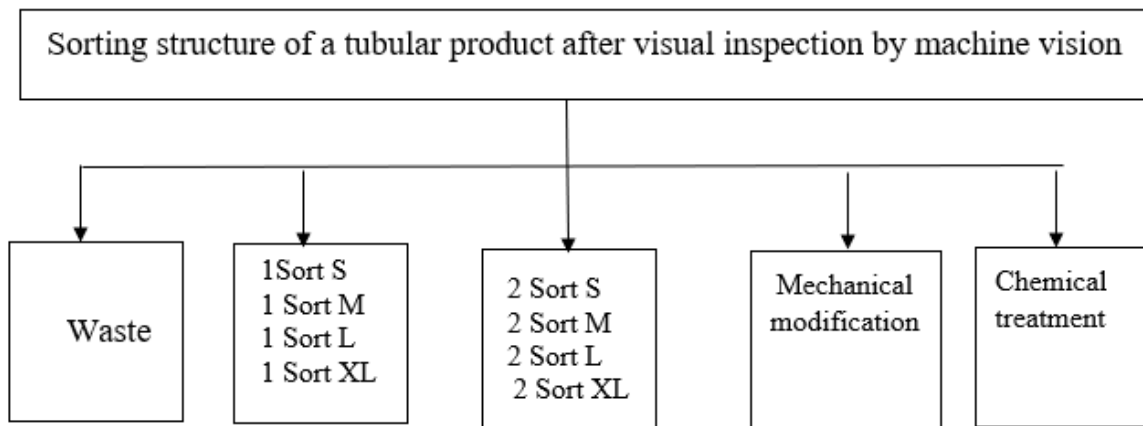 Sorting structure of a tubular product after visual inspection by machine vision
Waste
1Sort S
1 Sort M
1 Sort L
1 Sort XL
2 Sort S
2 Sort M
2 Sort L
2 Sort XL
Mechanical
modification
Chemical
treatment